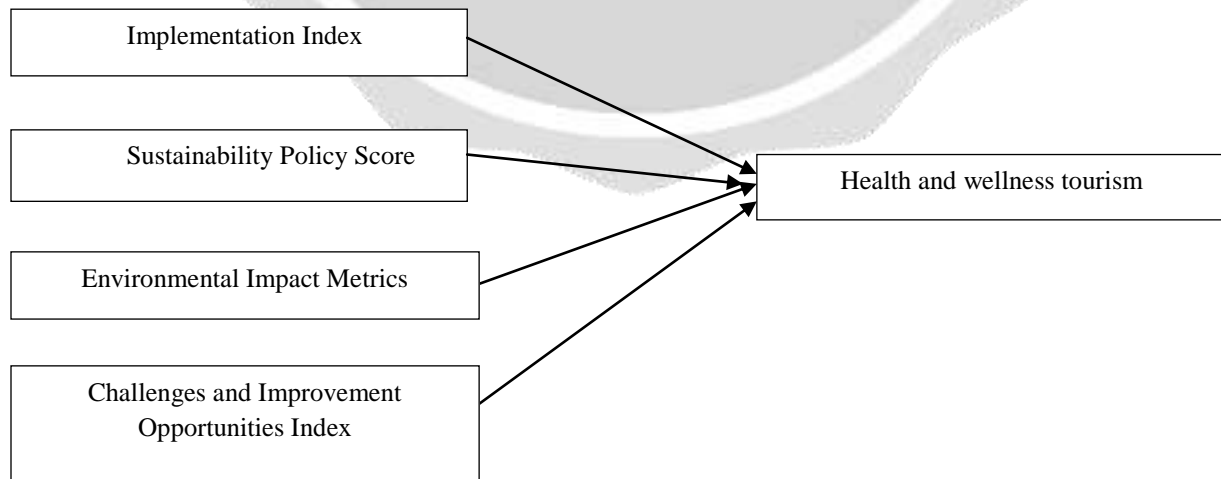 Implementation Index
Sustainability Policy Score
Health and wellness tourism
Environmental Impact Metrics
Challenges and Improvement
Opportunities Index